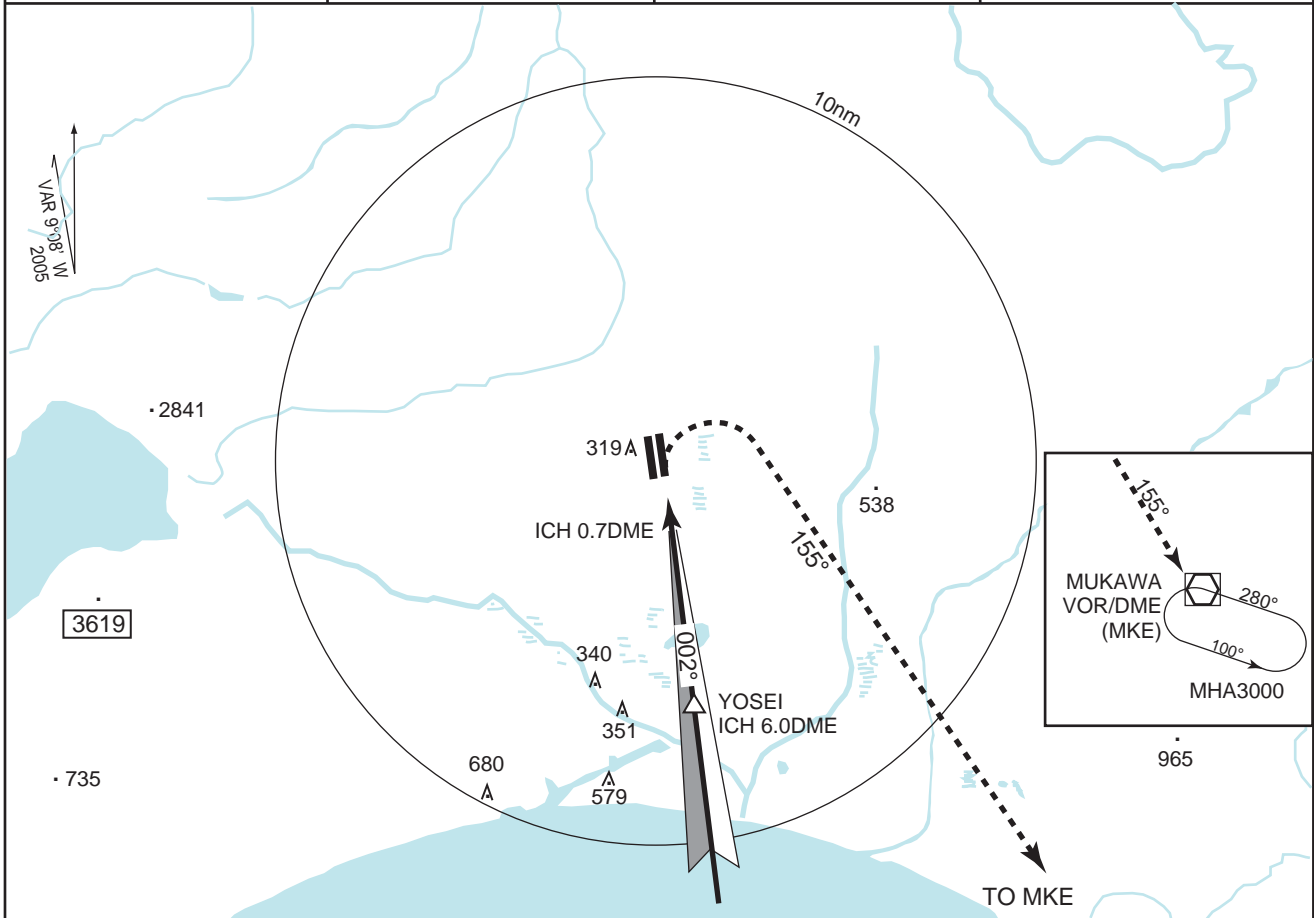 10nm
VAR 9°08' W
2005
2841
319
538
ICH 0.7DME
155°
155°
MUKAWA
VOR/DME
(MKE)
280°
100°
MHA3000
3619
002°
340
YOSEI
ICH 6.0DME
351
965
735
680
579
TO MKE